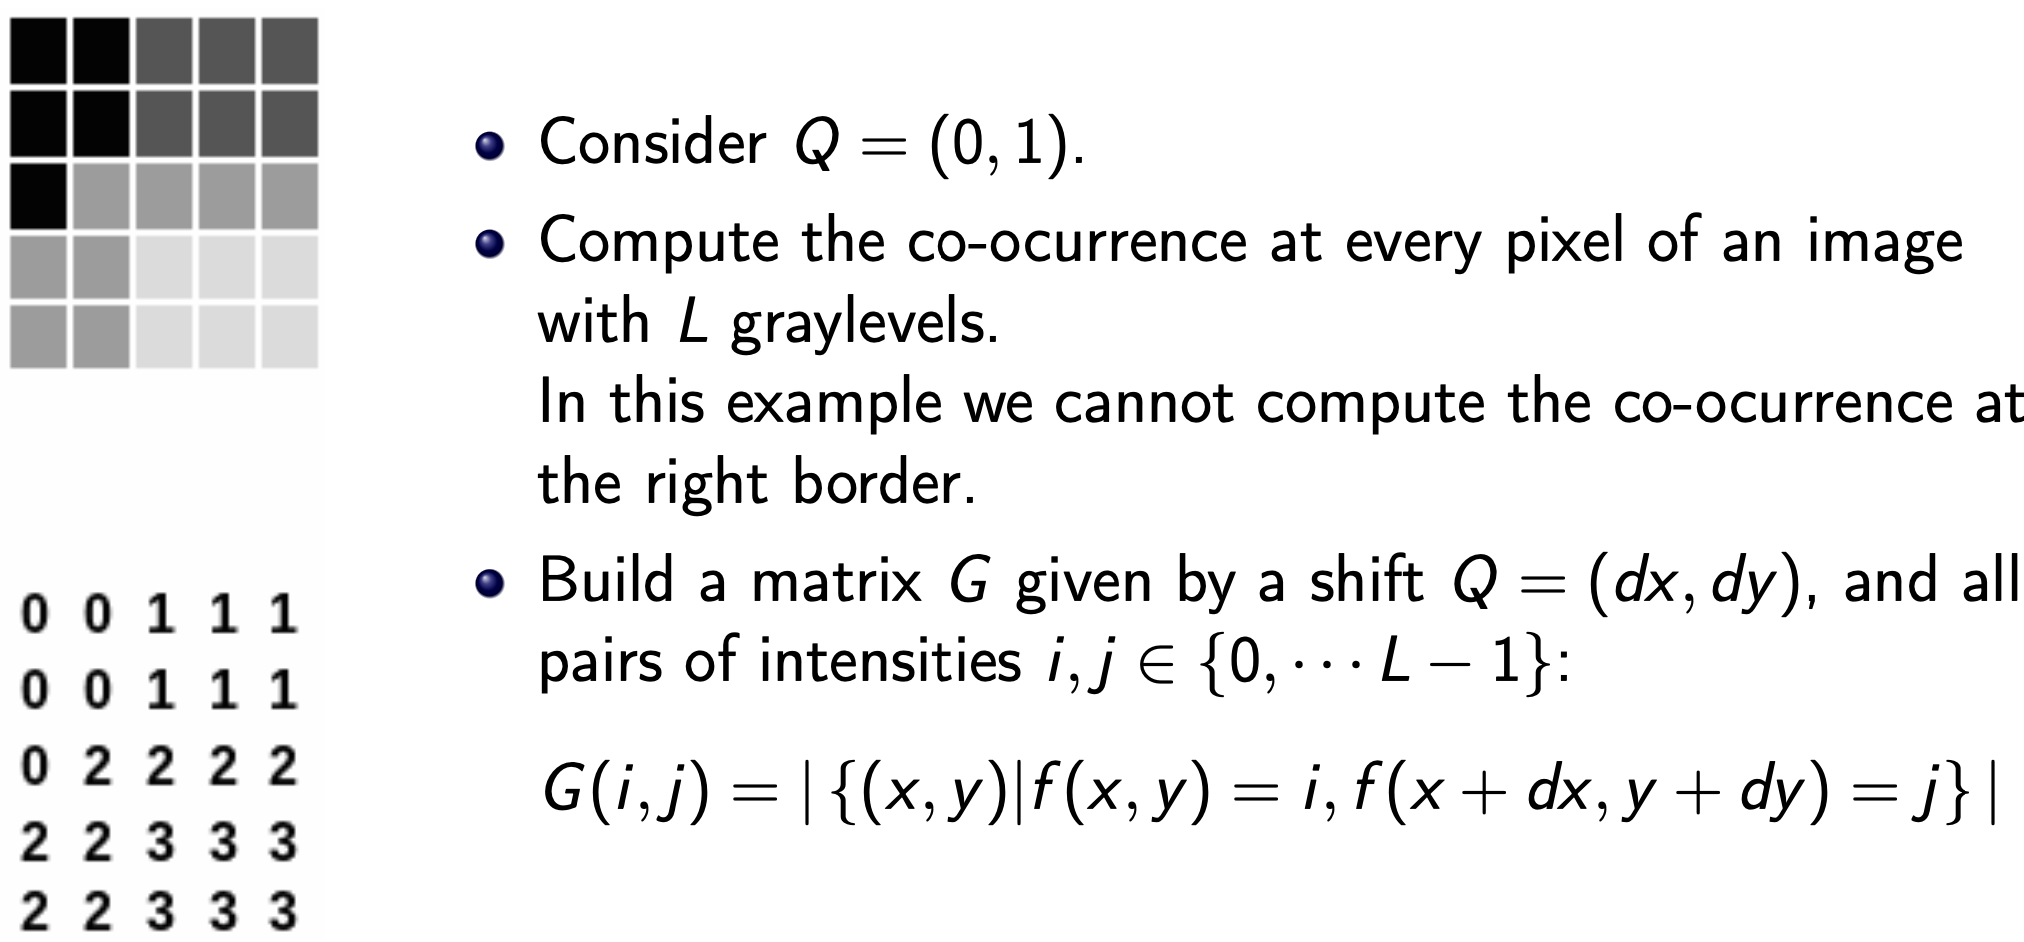 Consider Q = (0, 1).
Compute the co-ocurrence at every pixel of an image
with L graylevels.
In this example we cannot compute the co-ocurrence at
the right border.
Build a matrix G given by a shift Q = (dx, dy), and all
pairs of intensities i, j ∈ {0, ··· L − 1}:
G(i, j) = | {(x, y)|f(x, y) = i, f(x + dx, y + dy) = j} |
0 0 1 1 1
0 0 1 1 1
0 2 2 2 2
2 2 3 3 3
2 2 3 3 3